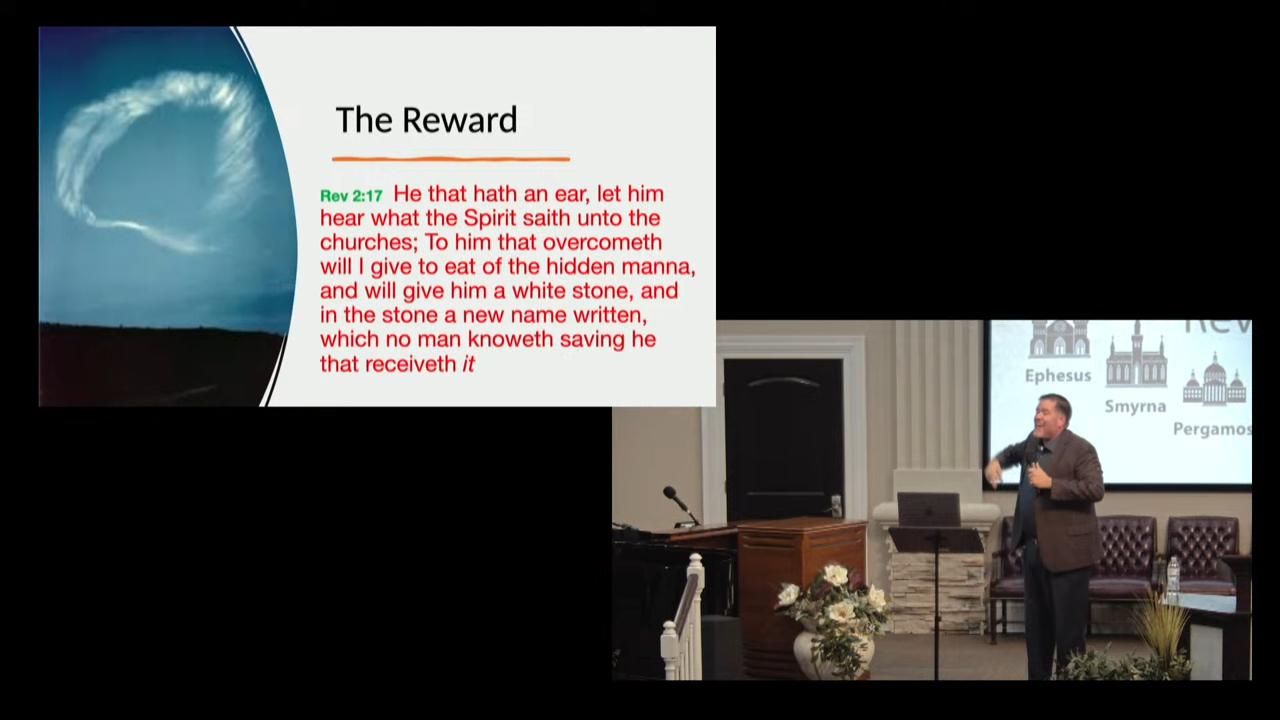 The Reward
Rev 2:17 He that hath an ear, let him
hear what the Spirit saith unto the
churches; To him that overcometh
will I give to eat of the hidden manna,
and will give him a white stone, and
in the stone a new name written,
which no man knoweth saving he
that receiveth it
Ephesus
Smyrna
Pergamos